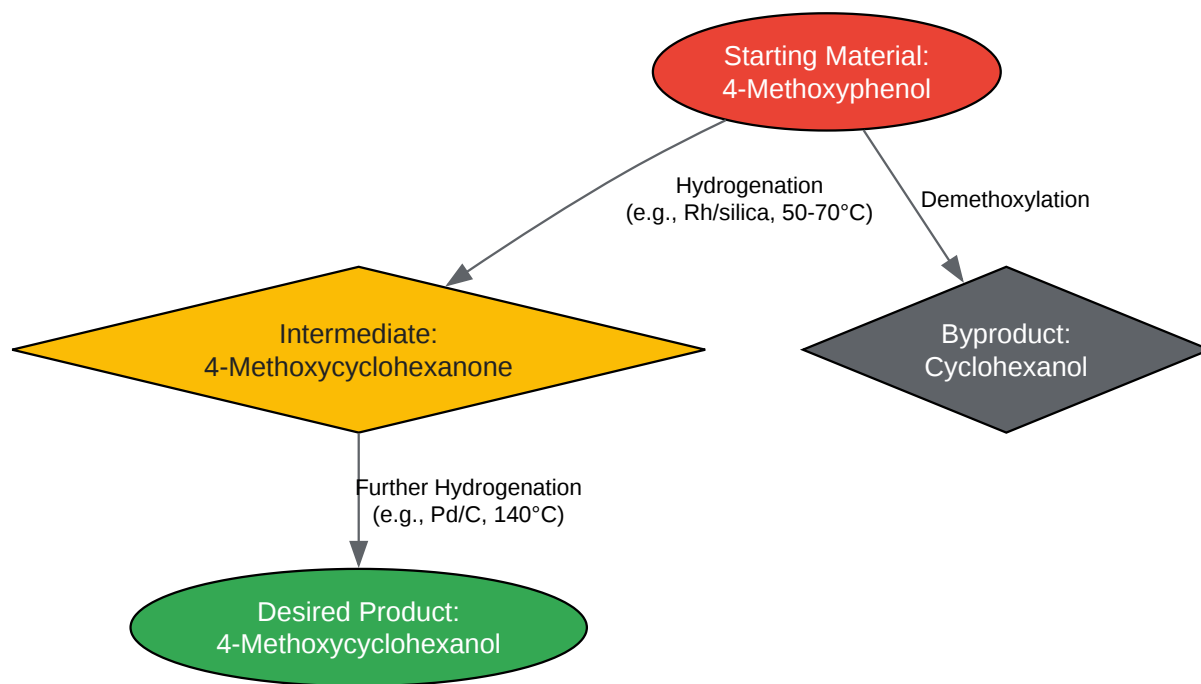 Starting Material:
4-Methoxyphenol
Hydrogenation
(e.g., Rh/silica, 50-70°C)
Demethoxylation
Intermediate:
4-Methoxycyclohexanone
Byproduct:
Cyclohexanol
Further Hydrogenation
(e.g., Pd/C, 140°C)
Desired Product:
4-Methoxycyclohexanol